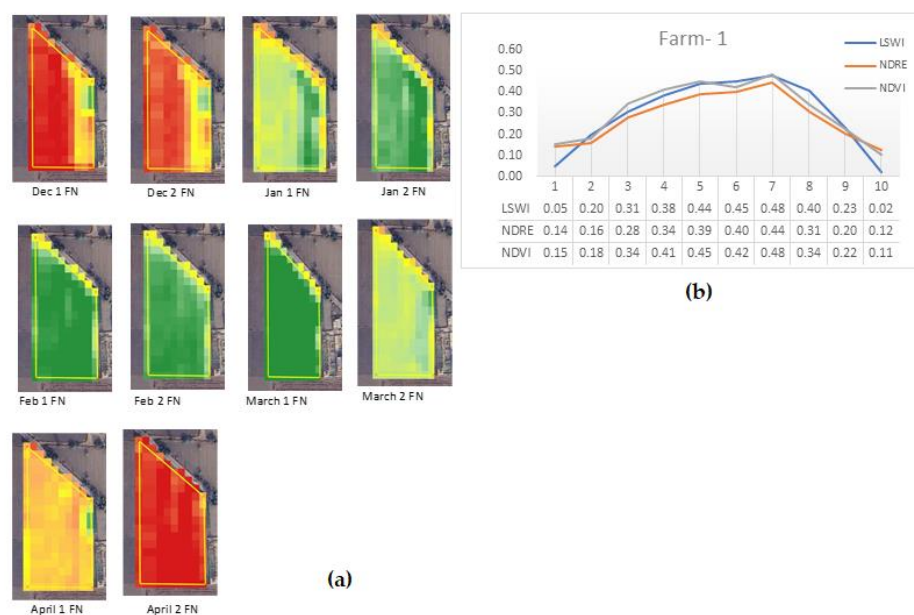 Dec 1 FN
Dec 2 FN
Jan 1 FN
Jan 2 FN
Feb 1 FN
Feb 2 FN
March 1 FN
March 2 FN
April 1 FN
April 2 FN
(a)
Farm- 1
LSWI
NDRE
NDVI
0.60
0.50
0.40
0.30
0.20
0.10
0.00
1 2 3 4 5 6 7 8 9 10
LSWI 0.05 0.20 0.31 0.38 0.44 0.45 0.48 0.40 0.23 0.02
NDRE 0.14 0.16 0.28 0.34 0.39 0.40 0.44 0.31 0.20 0.12
NDVI 0.15 0.18 0.34 0.41 0.45 0.42 0.48 0.34 0.22 0.11
(b)